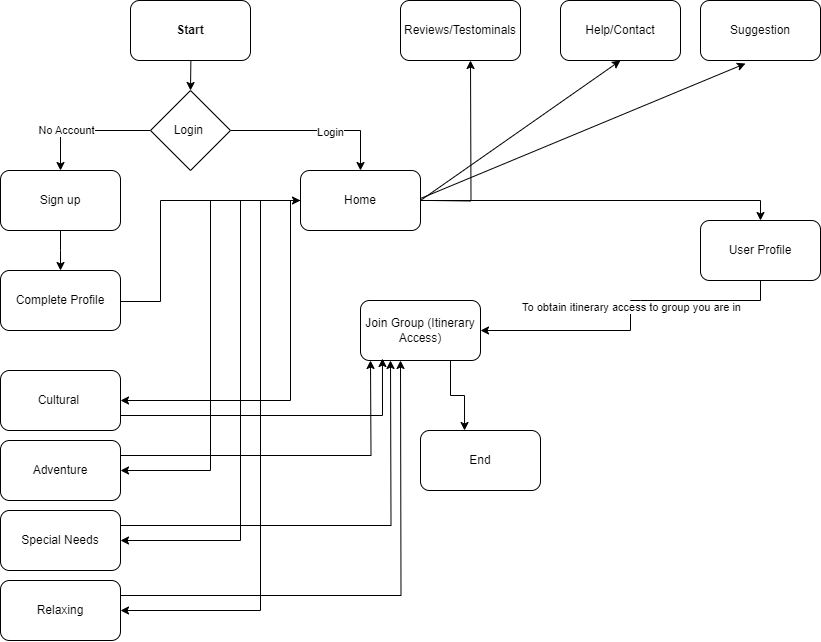 Start
Reviews/Testominals
Help/Contact
Suggestion
No Account
Login
Login
Sign up
Home
User Profile
Complete Profile
To obtain itinerary access to group you are in
Join Group (Itinerary
Access)
Cultural
Adventure
End
Special Needs
Relaxing